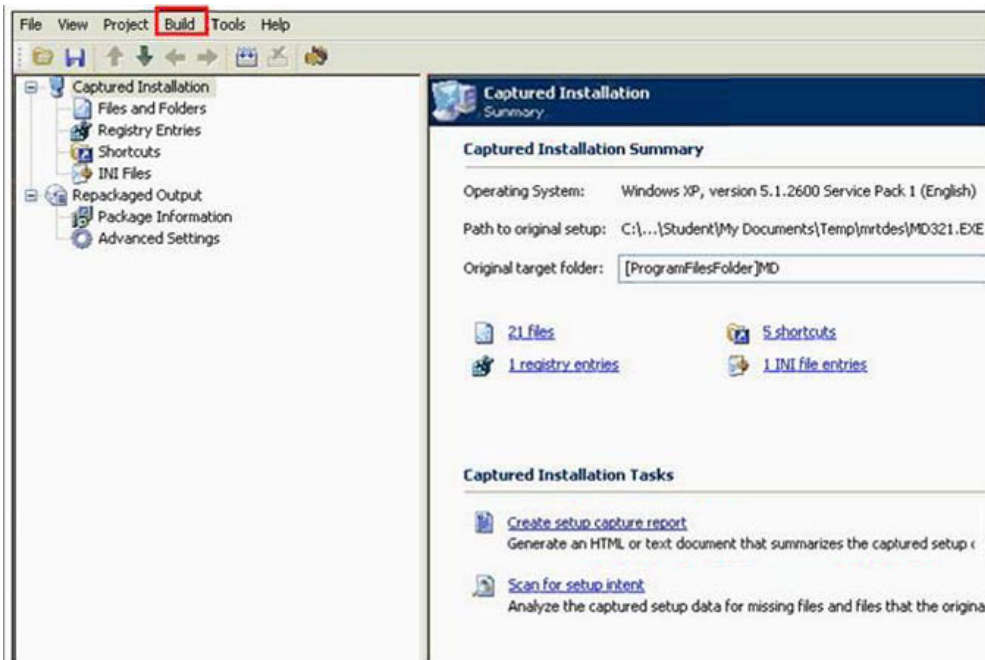 File View Project Build Tools Help
Captured Installation
Files and Folders
Registry Entries
Shortcuts
INI Files
Repackaged Output
Package Information
Advanced Settings
Captured Installation
Summary
Captured Installation Summary
Operating System: Windows XP, version 5.1.2600 Service Pack 1 (English)
Path to original setup: C:\...\Student\My Documents\Temp\mrtdes\MD321.EXE
Original target folder: [ProgramFilesFolder]MD
21 files 5 shortcuts
1 registry entries 1 INI file entries
Captured Installation Tasks
Create setup capture report
Generate an HTML or text document that summarizes the captured setup
Scan for setup intent
Analyze the captured setup data for missing files and files that the origina